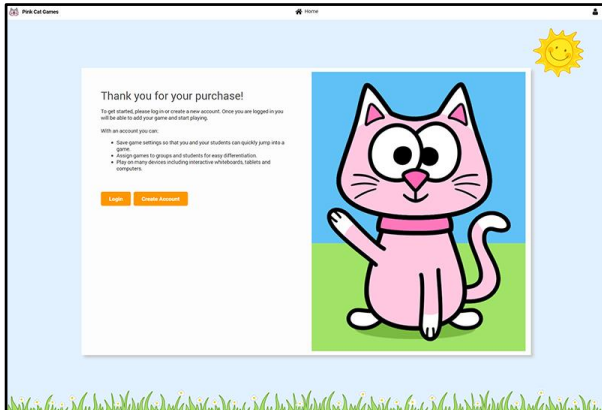 Pink Cat Games
Home
Thank you for your purchase!
To get started, please log in or create a new account. Once you are logged in you
will be able to add your game and start playing.
With an account you can:
Save game settings so that you and your students can quickly jump into a
game.
Assign games to groups and students for easy differentiation.
Play on many devices including interactive whiteboards, tablets and
computers.
Login
Create Account